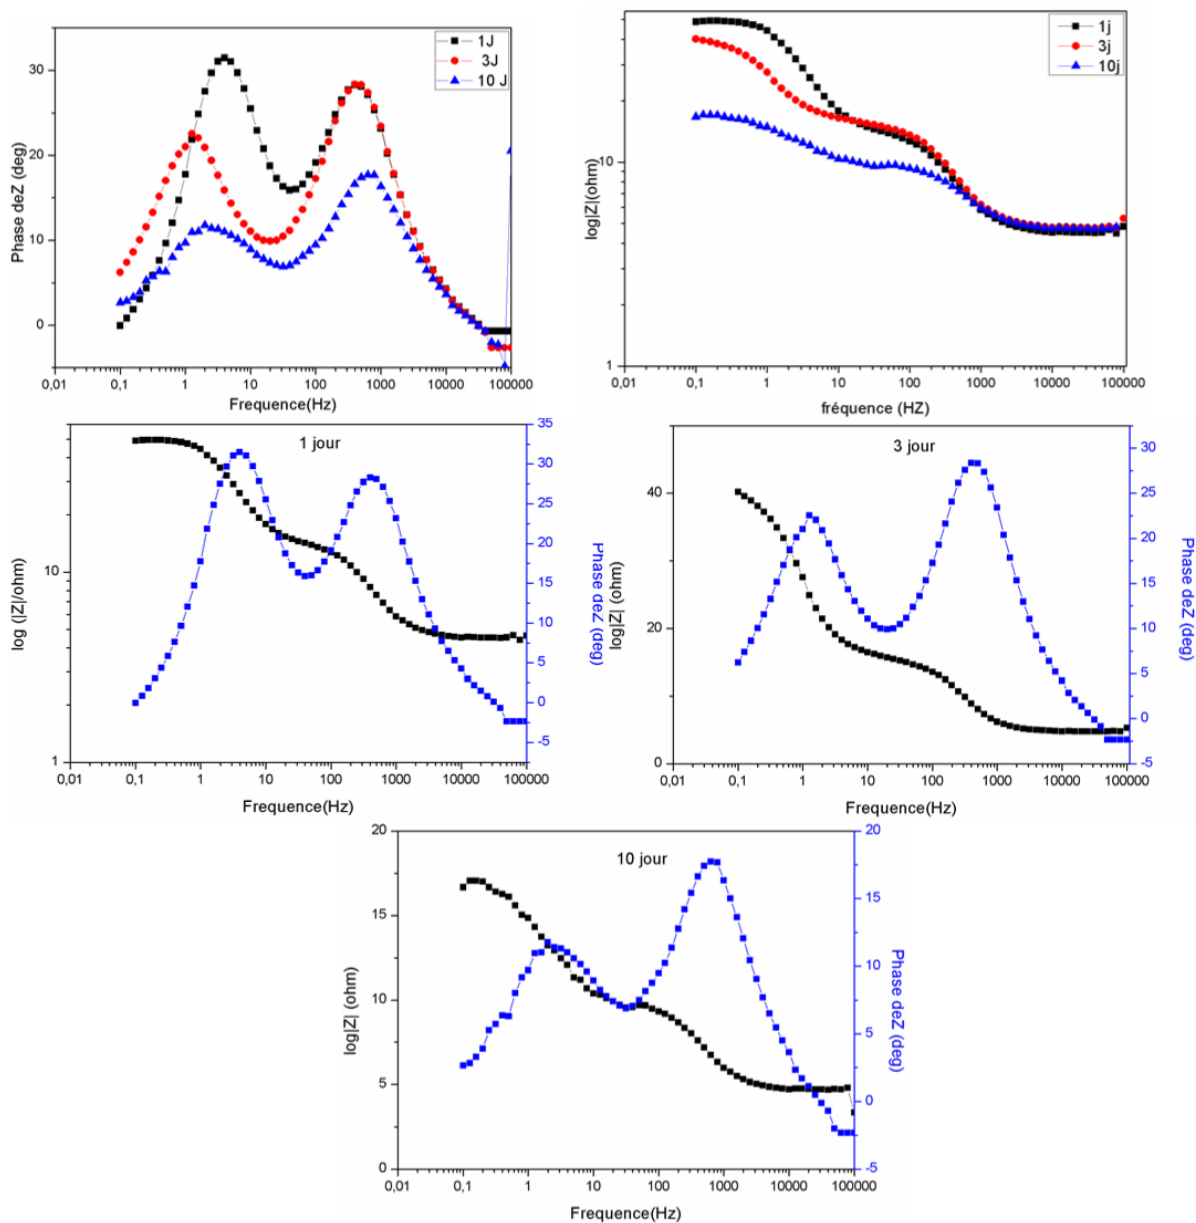 Phase deZ (deg)
30
20
10
0
1J
3J
10 J
0,01 0,1 1 10 100 1000 10000 100000
Frequence(Hz)
log|Z|(ohm)
10
1
1j
3j
10j
0,01 0,1 1 10 100 1000 10000 100000
fréquence (HZ)
1 jour
log (|Z|/ohm)
10
1
35
30
25
20
15
10
5
0
-5
Phase deZ (deg)
0,01 0,1 1 10 100 1000 10000 100000
Frequence(Hz)
3 jour
log|Z| (ohm)
40
20
0
30
25
20
15
10
5
0
-5
Phase deZ (deg)
0,01 0,1 1 10 100 1000 10000 100000
Frequence(Hz)
10 jour
log|Z| (ohm)
20
15
10
5
0
20
15
10
5
0
-5
Phase deZ (deg)
0,01 0,1 1 10 100 1000 10000 100000
Frequence(Hz)